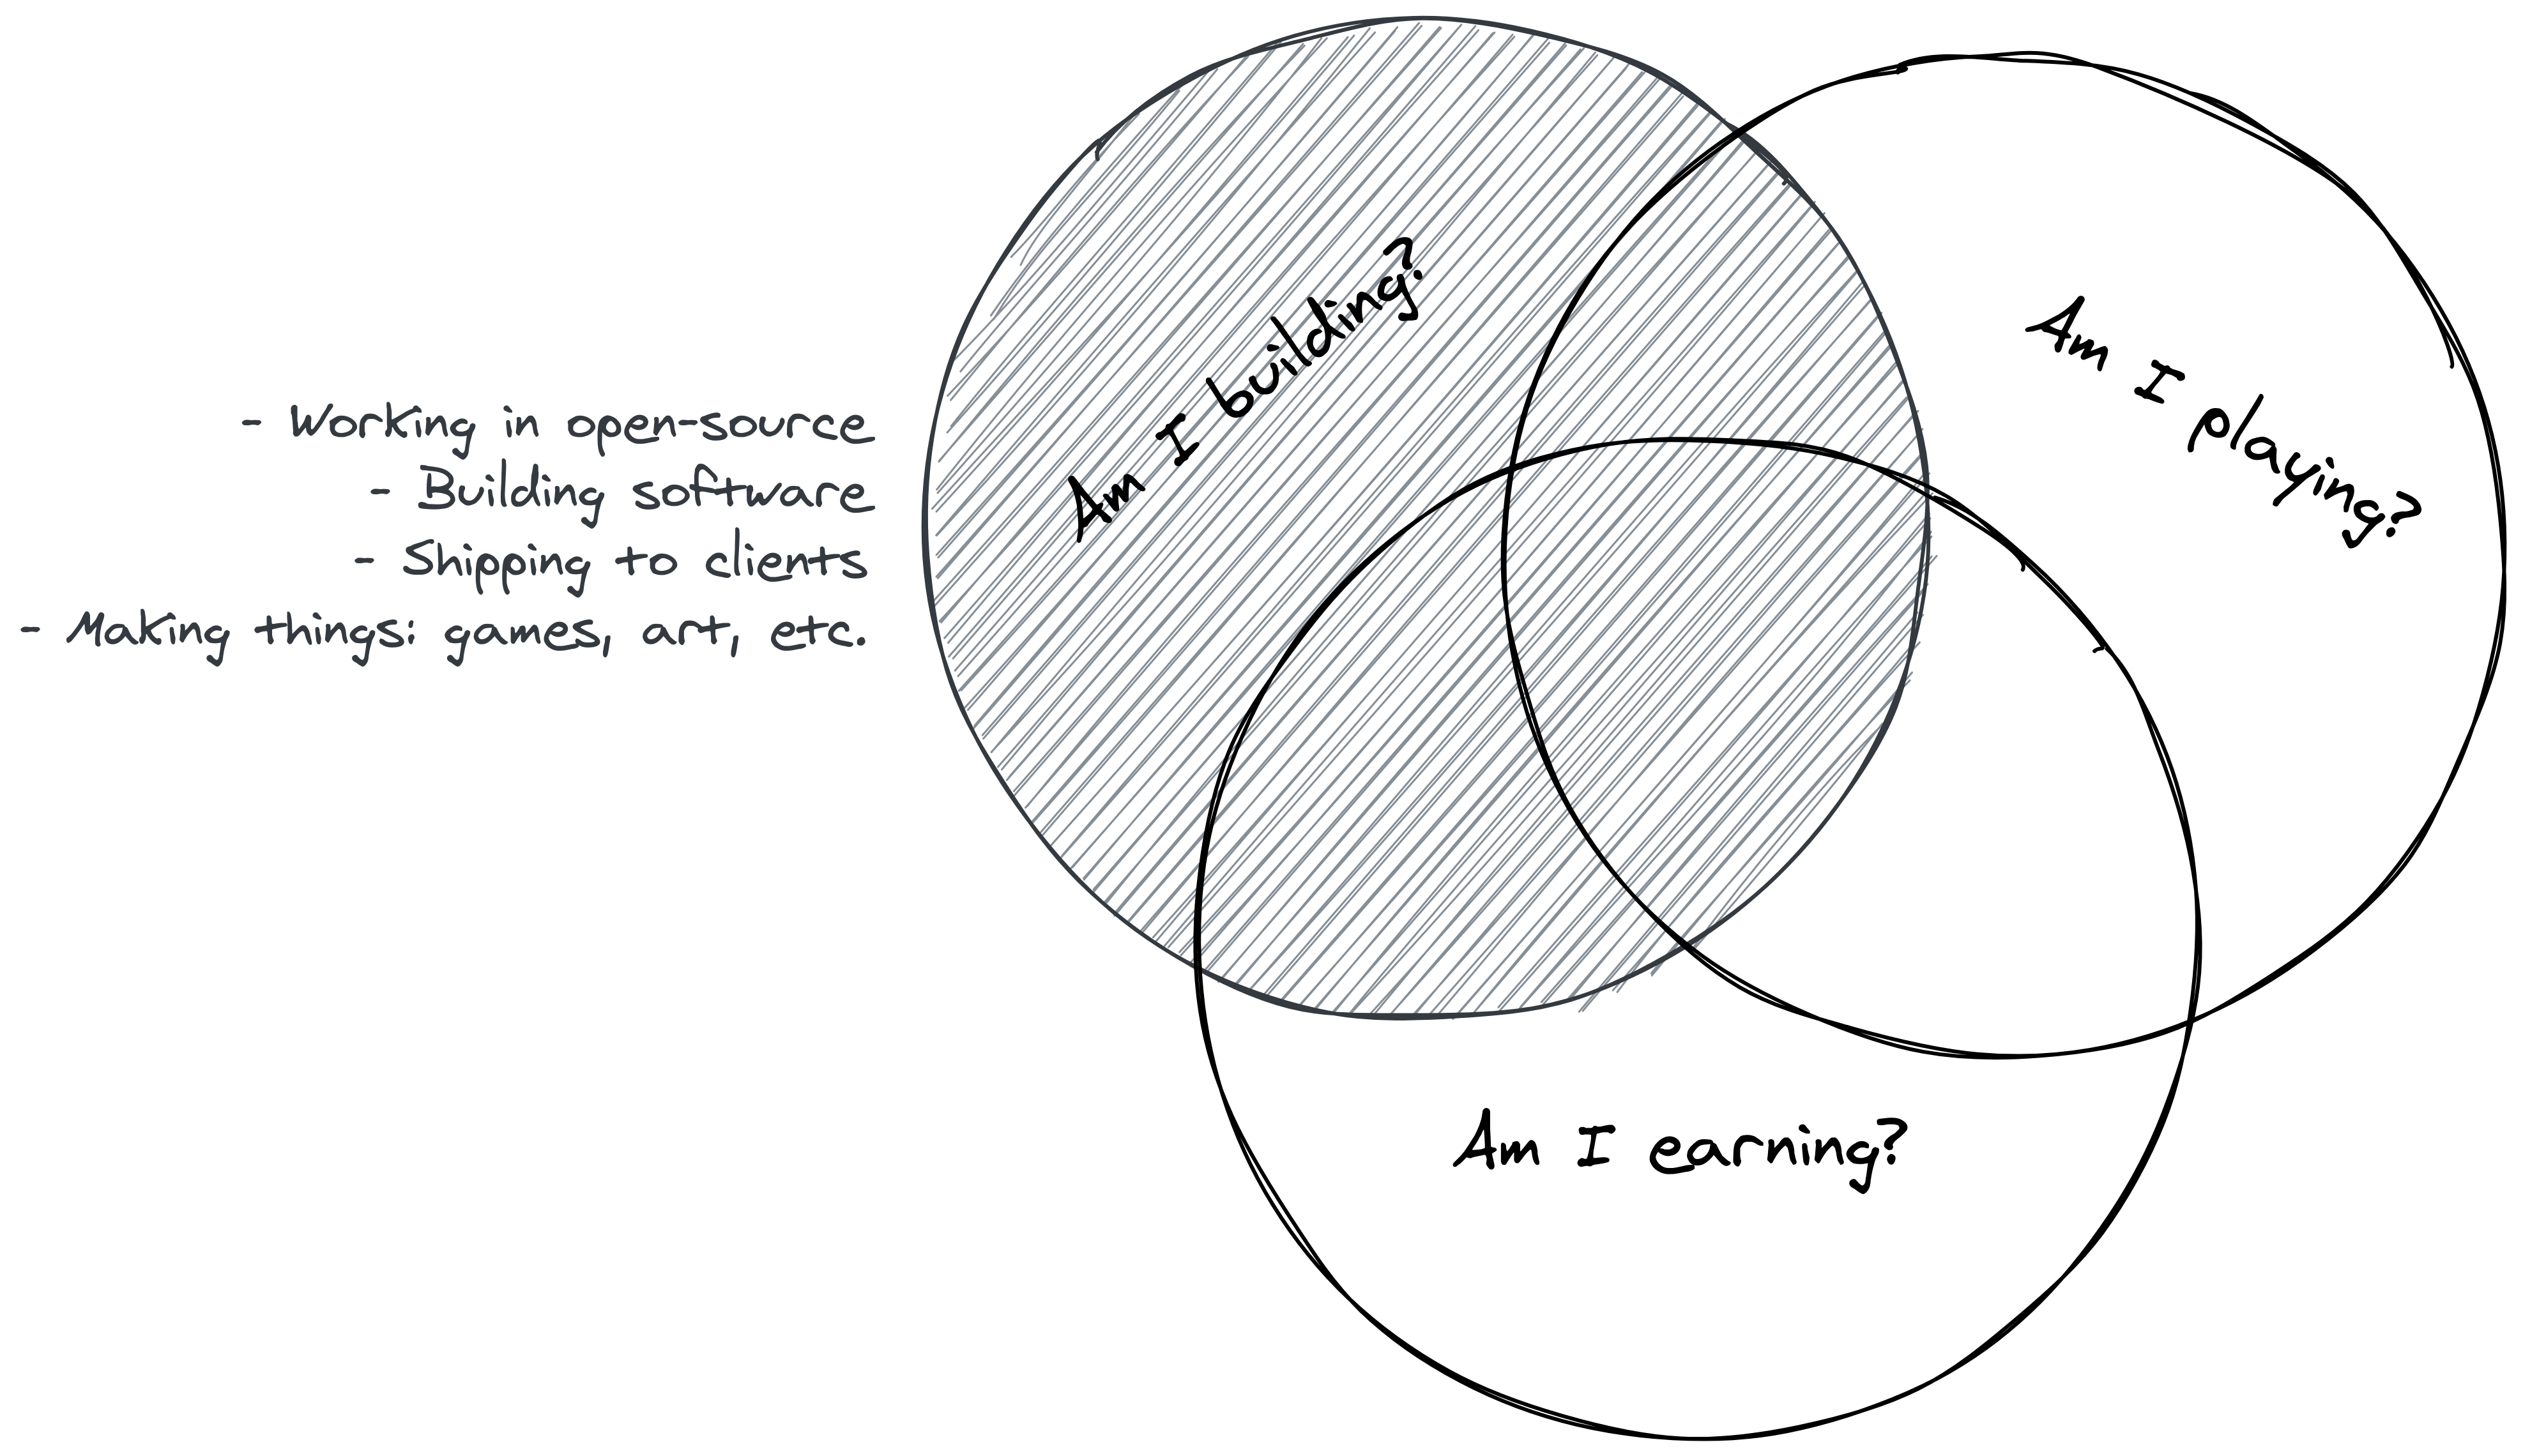 - Working in open-source
- Building software
- Shipping to clients
- Making things: games, art, etc.
Am I building?
Am I playing?
Am I earning?